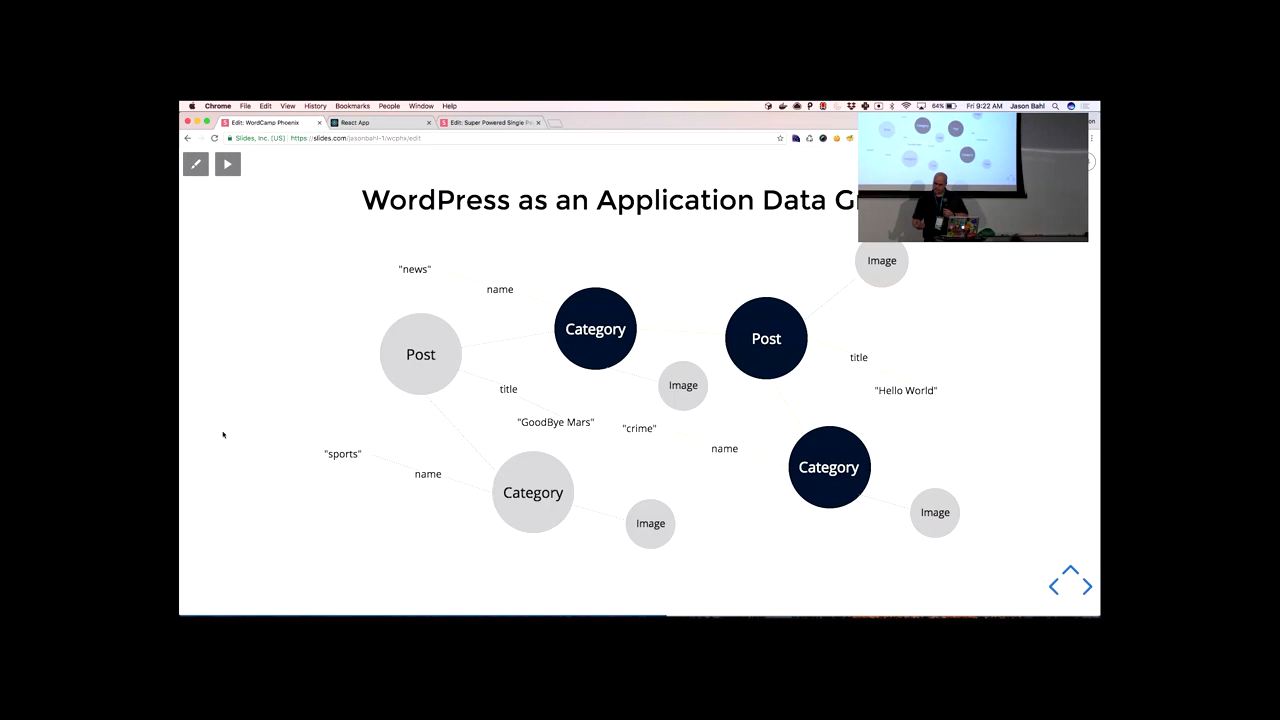 Chrome File Edit View History Bookmarks People Window Help 64% Fri 9:22 AM Jason Bahl
Edit: WordCamp Phoenix React App Edit: Super Powered Single P
Slides, Inc. [US] https://slides.com/jasonbahl-1/wcphx/edit
WordPress as an Application Data G
"news"
name
Image
Category
Post
Post
title
Image
title
"Hello World"
"GoodBye Mars"
"crime"
name
"sports"
name
Category
Category
Image
Image